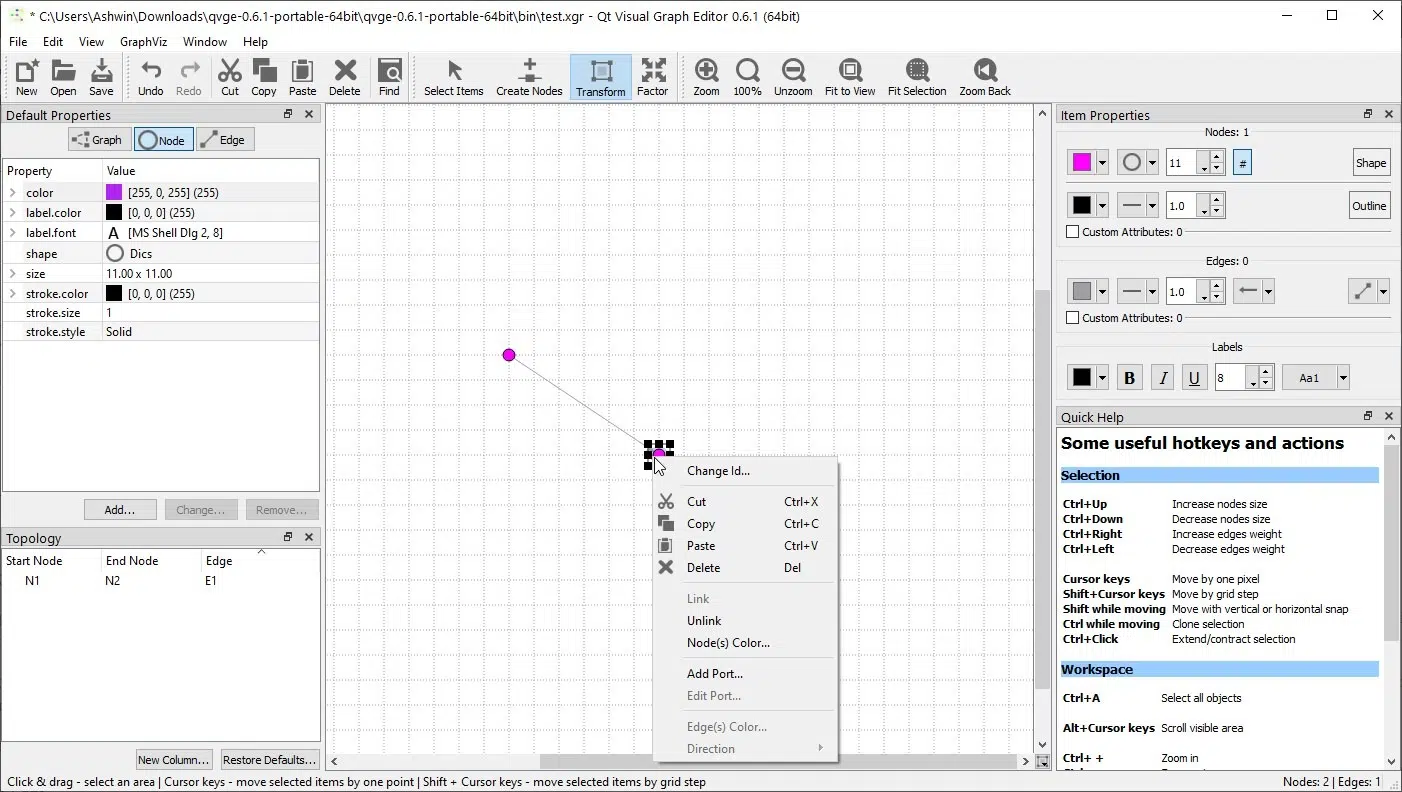 * C:\Users\Ashwin\Downloads\qvge-0.6.1-portable-64bit\qvge-0.6.1-portable-64bit\bin\test.xgr - Qt Visual Graph Editor 0.6.1 (64bit)
File Edit View GraphViz Window Help
New Open Save Undo Redo Cut Copy Paste Delete Find Select Items Create Nodes Transform Factor Zoom 100% Unzoom Fit to View Fit Selection Zoom Back
Default Properties
Graph Node Edge
Property Value
color [255, 0, 255] (255)
label.color [0, 0, 0] (255)
label.font A [MS Shell Dlg 2, 8]
shape Dics
size 11.00 x 11.00
stroke.color [0, 0, 0] (255)
stroke.size 1
stroke.style Solid
Add... Change... Remove...
Topology
Start Node End Node Edge
N1 N2 E1
New Column... Restore Defaults...
Change Id...
Cut Ctrl+X
Copy Ctrl+C
Paste Ctrl+V
Delete Del
Link
Unlink
Node(s) Color...
Add Port...
Edit Port...
Edge(s) Color...
Direction
Item Properties
Nodes: 1
11 # Shape
1.0 Outline
Custom Attributes: 0
Edges: 0
1.0
Custom Attributes: 0
Labels
B I U 8 Aa1
Quick Help
Some useful hotkeys and actions
Selection
Ctrl+Up Increase nodes size
Ctrl+Down Decrease nodes size
Ctrl+Right Increase edges weight
Ctrl+Left Decrease edges weight
Cursor keys Move by one pixel
Shift+Cursor keys Move by grid step
Shift while moving Move with vertical or horizontal snap
Ctrl while moving Clone selection
Ctrl+Click Extend/contract selection
Workspace
Ctrl+A Select all objects
Alt+Cursor keys Scroll visible area
Ctrl+ + Zoom in
Click & drag - select an area | Cursor keys - move selected items by one point | Shift + Cursor keys - move selected items by grid step
Nodes: 2 | Edges: 1